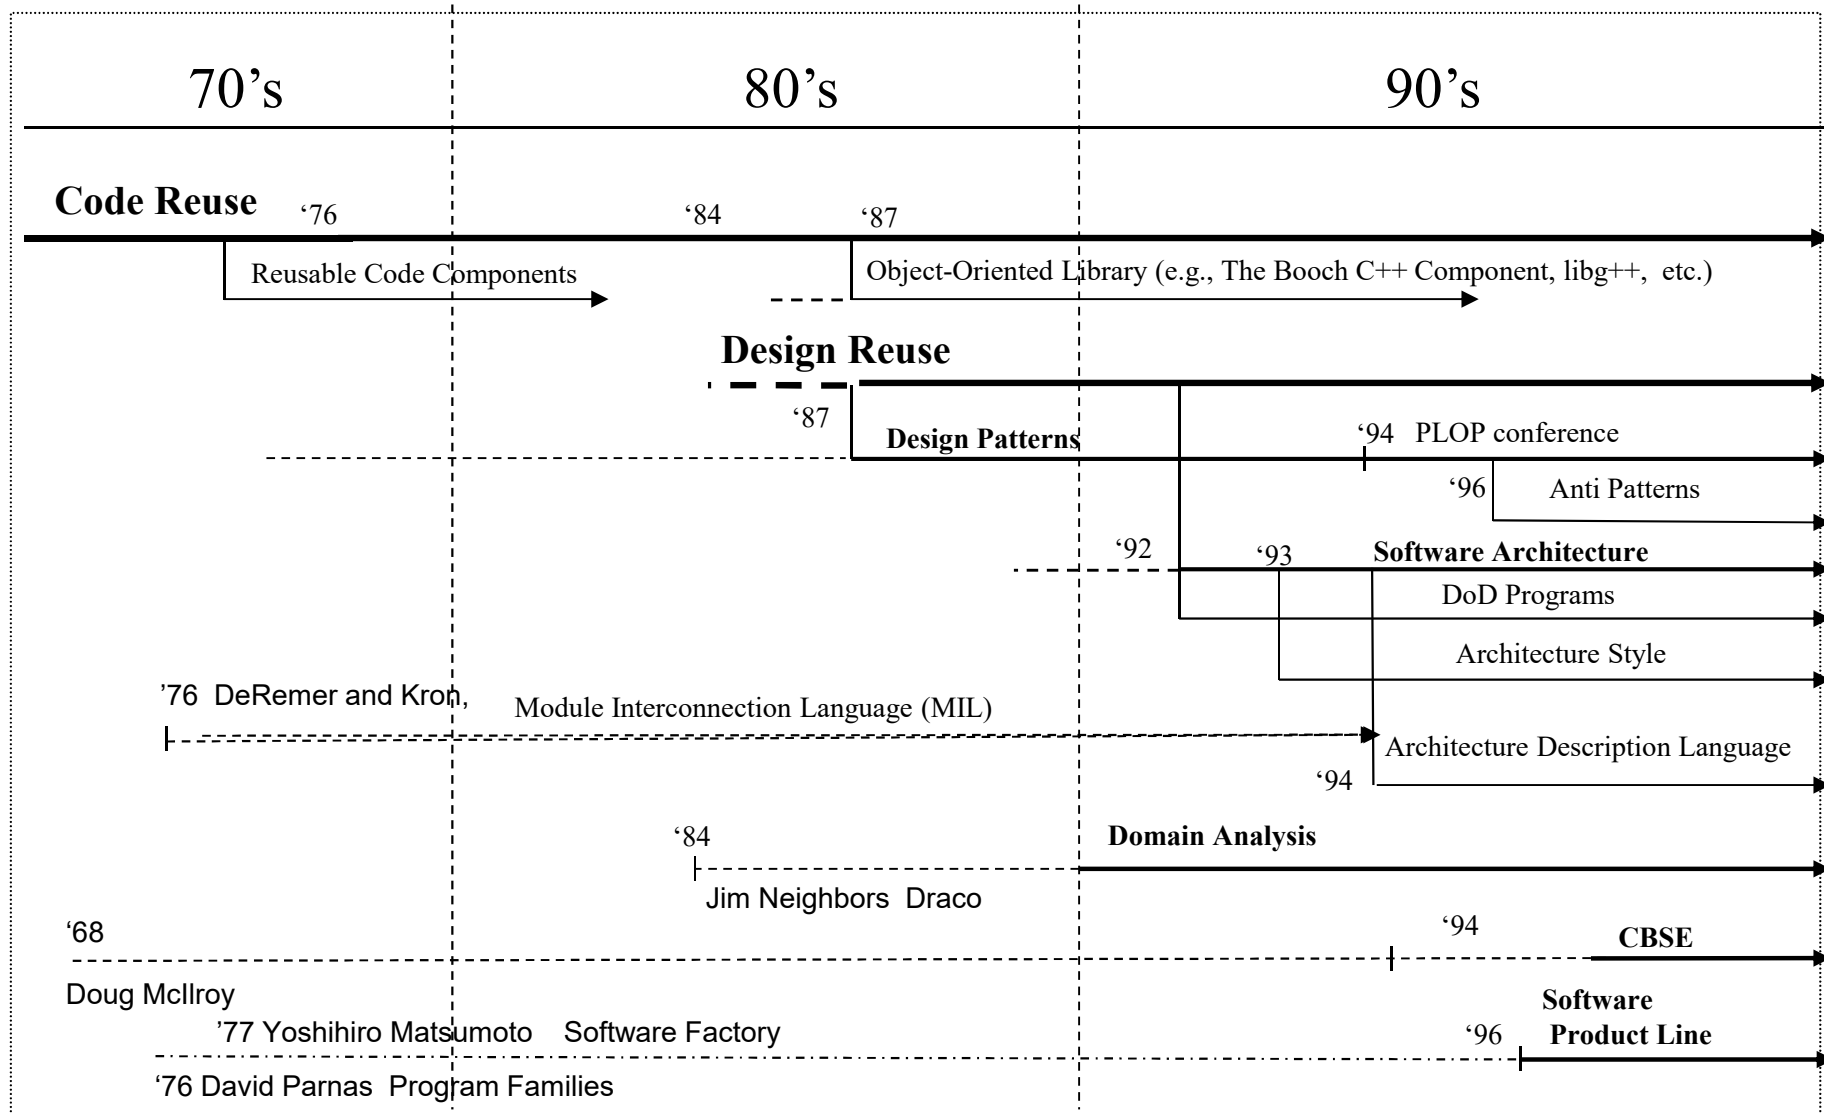 70’s 80’s 90’s
Code Reuse ‘76 ‘84 ‘87
Reusable Code Components
Object-Oriented Library (e.g., The Booch C++ Component, libg++, etc.)
Design Reuse
‘87
Design Patterns
‘94 PLOP conference
‘96 Anti Patterns
‘92 ‘93 Software Architecture
DoD Programs
Architecture Style
’76 DeRemer and Kron,
Module Interconnection Language (MIL)
Architecture Description Language
‘94
‘84
Domain Analysis
Jim Neighbors Draco
‘68
‘94
CBSE
Doug McIlroy
Software
’77 Yoshihiro Matsumoto Software Factory
‘96 Product Line
‘76 David Parnas Program Families